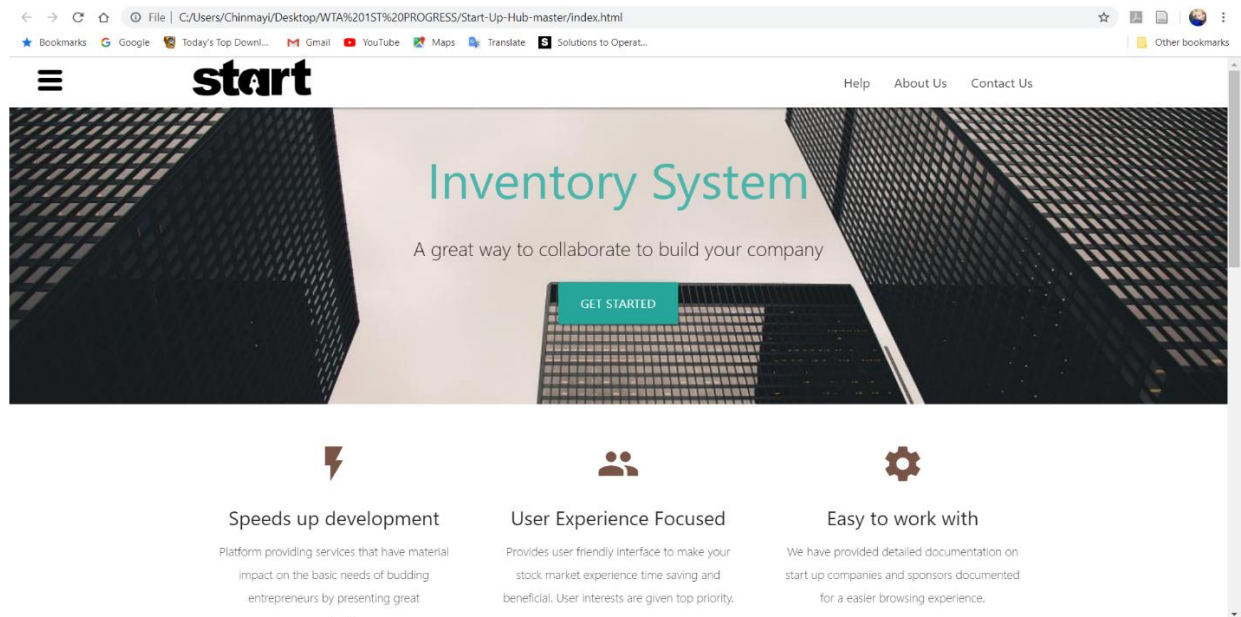 File | C:/Users/Chinmayi/Desktop/WTA%201ST%20PROGRESS/Start-Up-Hub-master/index.html
Bookmarks Google Today's Top Downl... Gmail YouTube Maps Translate S Solutions to Operat... Other bookmarks
start Help About Us Contact Us
Inventory System
A great way to collaborate to build your company
GET STARTED
Speeds up development User Experience Focused Easy to work with
Platform providing services that have material Provides user friendly interface to make your We have provided detailed documentation on
impact on the basic needs of budding stock market experience time saving and start up companies and sponsors documented
entrepreneurs by presenting great beneficial. User interests are given top priority. for a easier browsing experience.